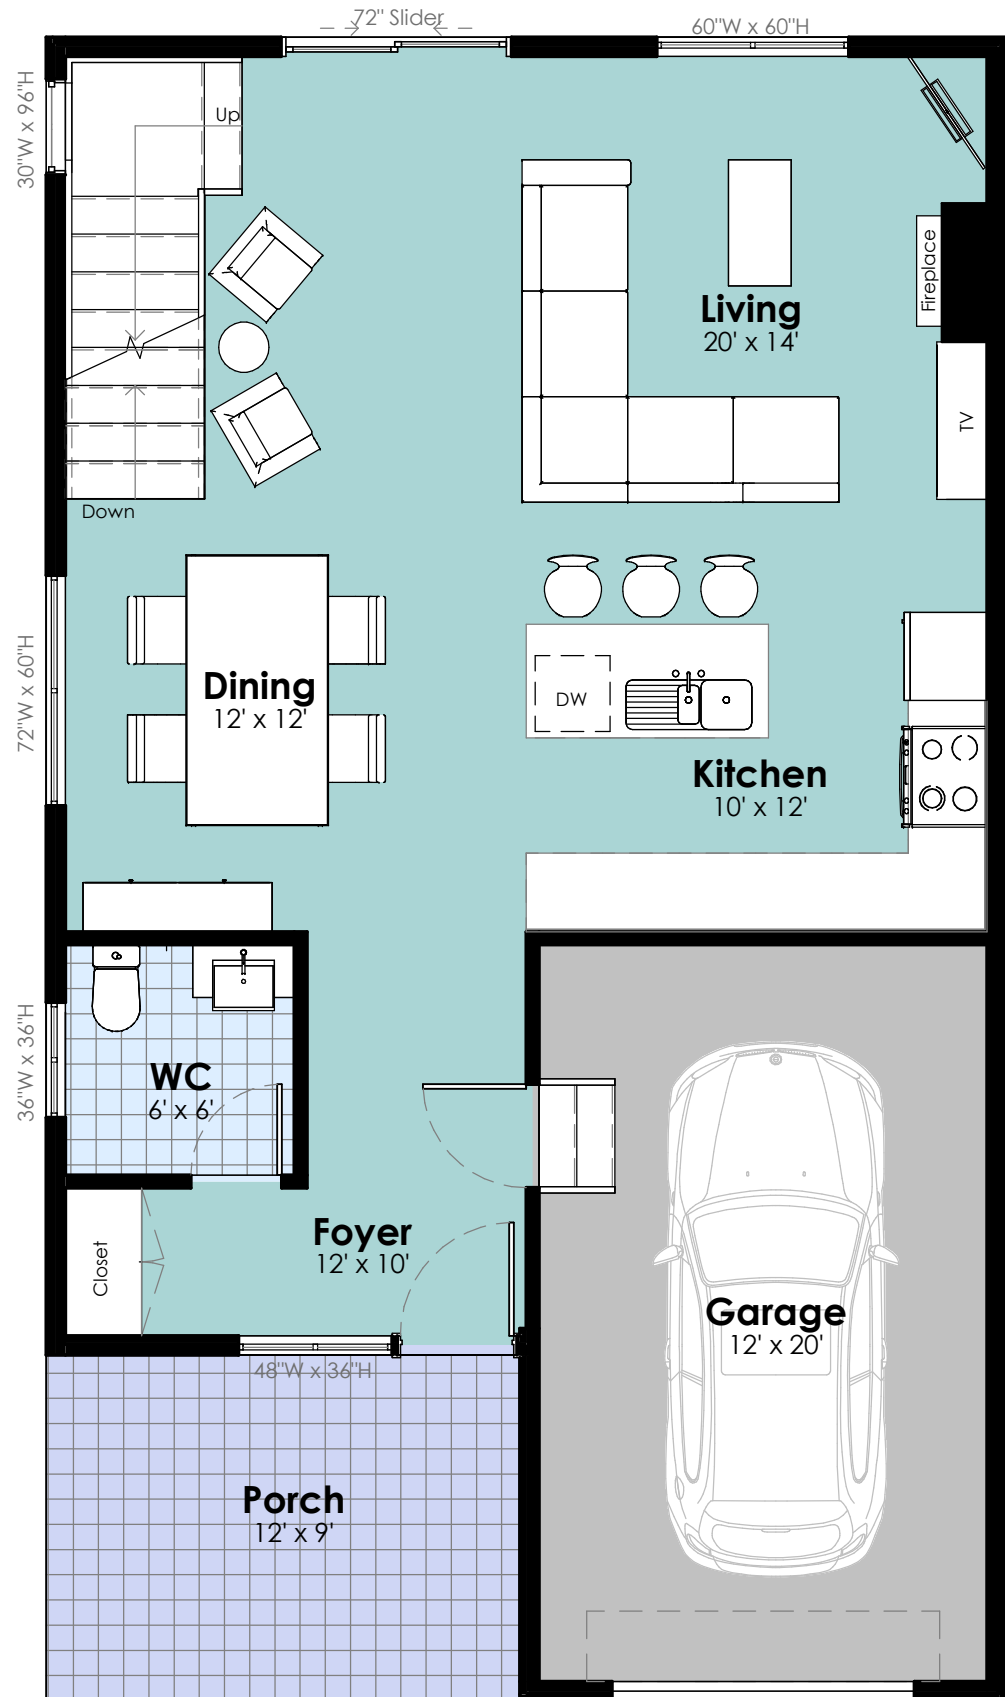 72" Slider
60"W x 60"H
30"W x 96"H
Up
Fireplace
Living
20' x 14'
TV
Down
72"W x 60"H
Dining
12' x 12'
DW
Kitchen
10' x 12'
36"W x 36"H
WC
6' x 6'
Closet
Foyer
12' x 10'
Garage
12' x 20'
48"W x 36"H
Porch
12' x 9'